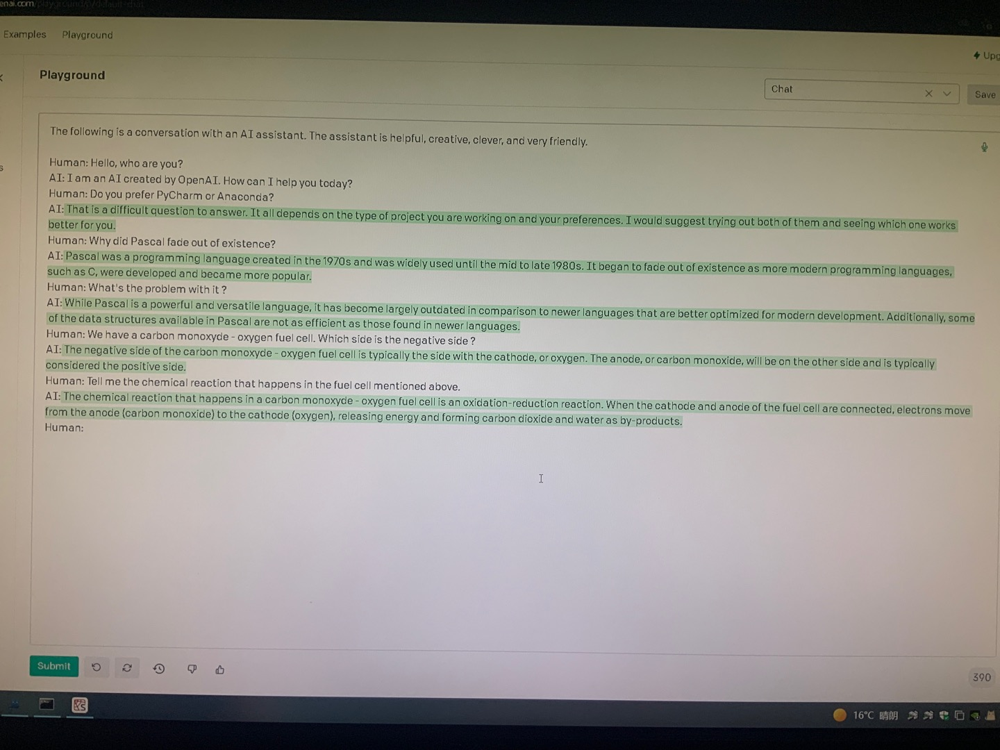 enai.com/playground/p/default-chat
Examples Playground
Upg
Playground
Chat
Save
The following is a conversation with an AI assistant. The assistant is helpful, creative, clever, and very friendly.
Human: Hello, who are you?
AI: I am an AI created by OpenAI. How can I help you today?
Human: Do you prefer PyCharm or Anaconda?
AI: That is a difficult question to answer. It all depends on the type of project you are working on and your preferences. I would suggest trying out both of them and seeing which one works
better for you.
Human: Why did Pascal fade out of existence?
AI: Pascal was a programming language created in the 1970s and was widely used until the mid to late 1980s. It began to fade out of existence as more modern programming languages,
such as C, were developed and became more popular.
Human: What's the problem with it ?
AI: While Pascal is a powerful and versatile language, it has become largely outdated in comparison to newer languages that are better optimized for modern development. Additionally, some
of the data structures available in Pascal are not as efficient as those found in newer languages.
Human: We have a carbon monoxyde - oxygen fuel cell. Which side is the negative side ?
AI: The negative side of the carbon monoxyde - oxygen fuel cell is typically the side with the cathode, or oxygen. The anode, or carbon monoxide, will be on the other side and is typically
considered the positive side.
Human: Tell me the chemical reaction that happens in the fuel cell mentioned above.
AI: The chemical reaction that happens in a carbon monoxyde - oxygen fuel cell is an oxidation-reduction reaction. When the cathode and anode of the fuel cell are connected, electrons move
from the anode (carbon monoxide) to the cathode (oxygen), releasing energy and forming carbon dioxide and water as by-products.
Human:
Submit
390
16°C 晴朗